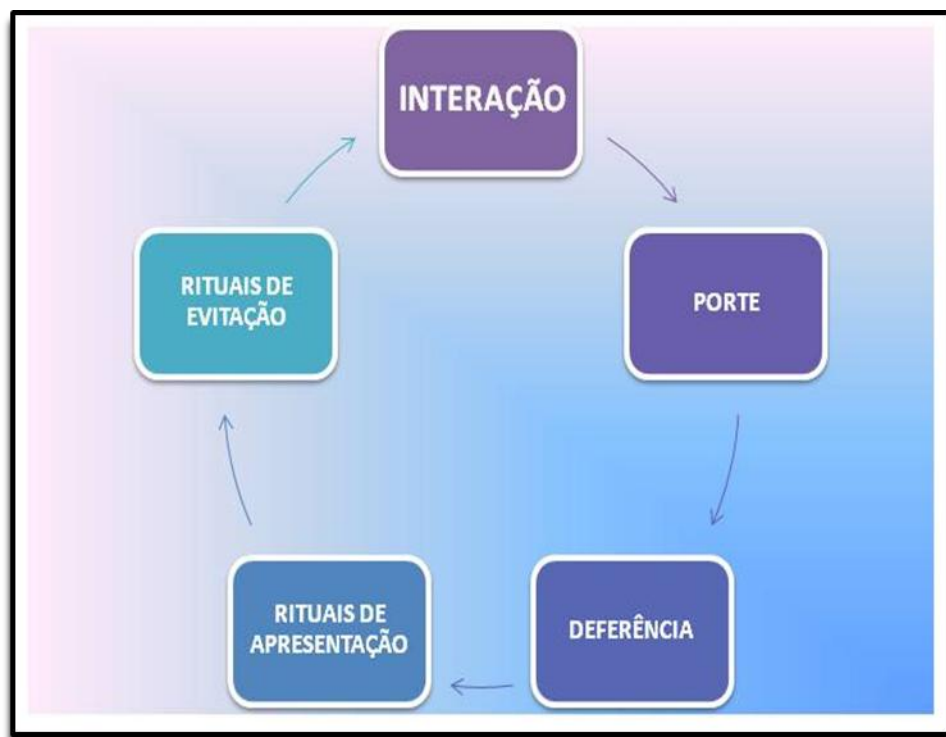 INTERAÇÃO
PORTE
DEFERÊNCIA
RITUAIS DE
APRESENTAÇÃO
RITUAIS DE
EVITAÇÃO